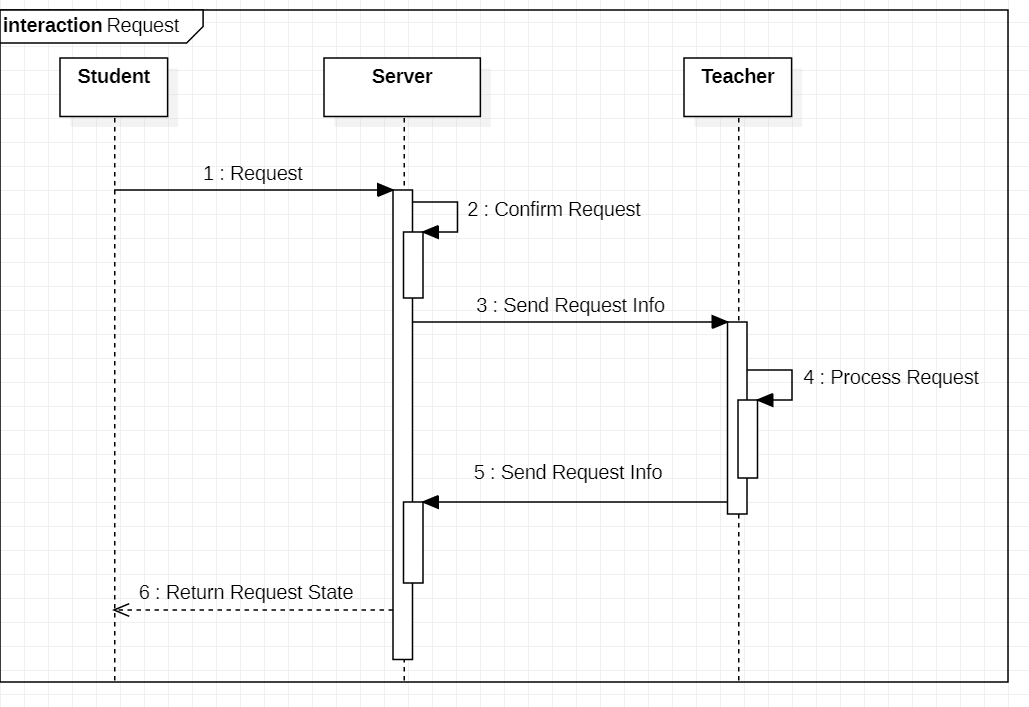 interaction Request
Student
Server
Teacher
1 : Request
2 : Confirm Request
3 : Send Request Info
4 : Process Request
5 : Send Request Info
6 : Return Request State